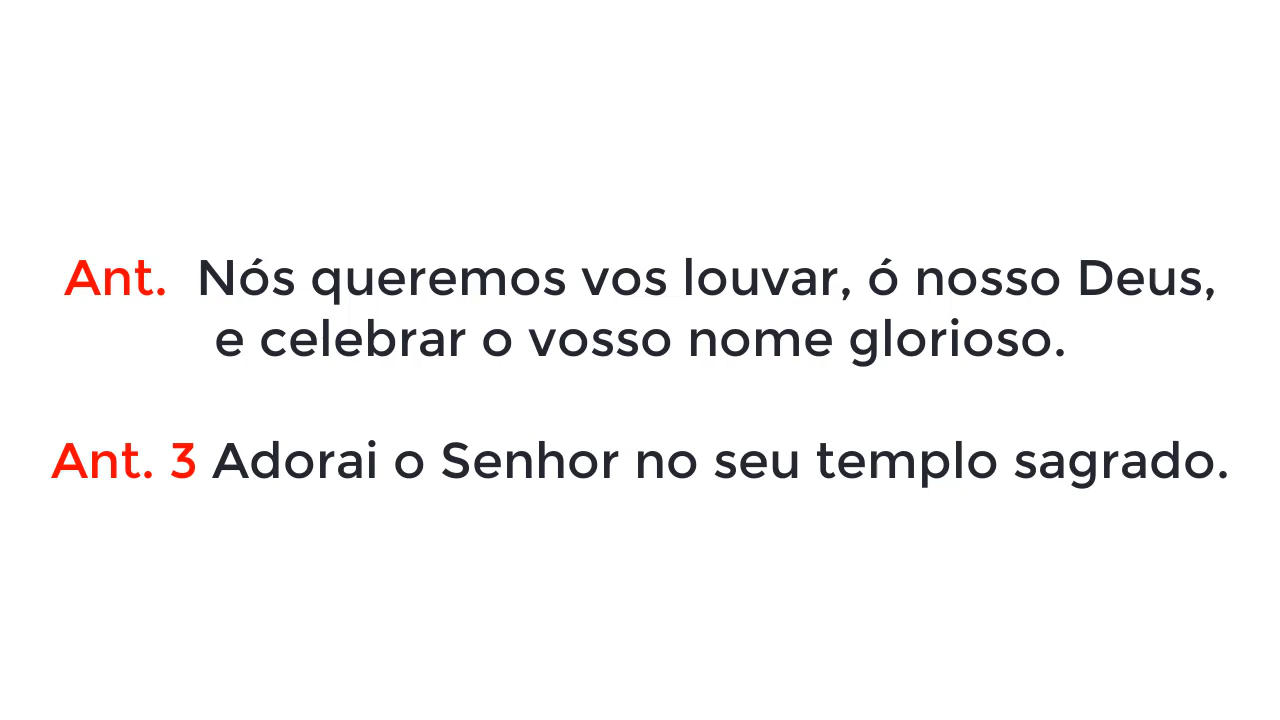 Ant. Nós queremos vos louvar, ó nosso Deus,
e celebrar o vosso nome glorioso.
Ant. 3 Adorai o Senhor no seu templo sagrado.